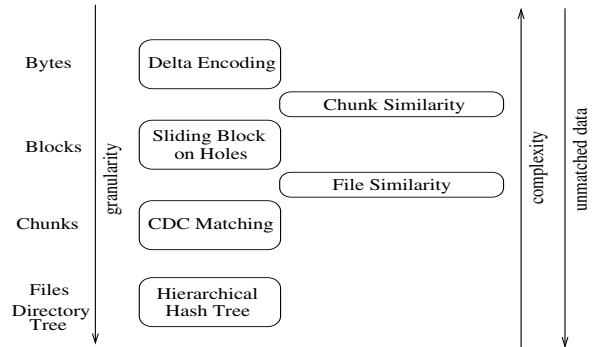 Bytes
Delta Encoding
Chunk Similarity
Blocks
Sliding Block
on Holes
File Similarity
Chunks
CDC Matching
Files
Directory
Tree
Hierarchical
Hash Tree
granularity
complexity
unmatched data